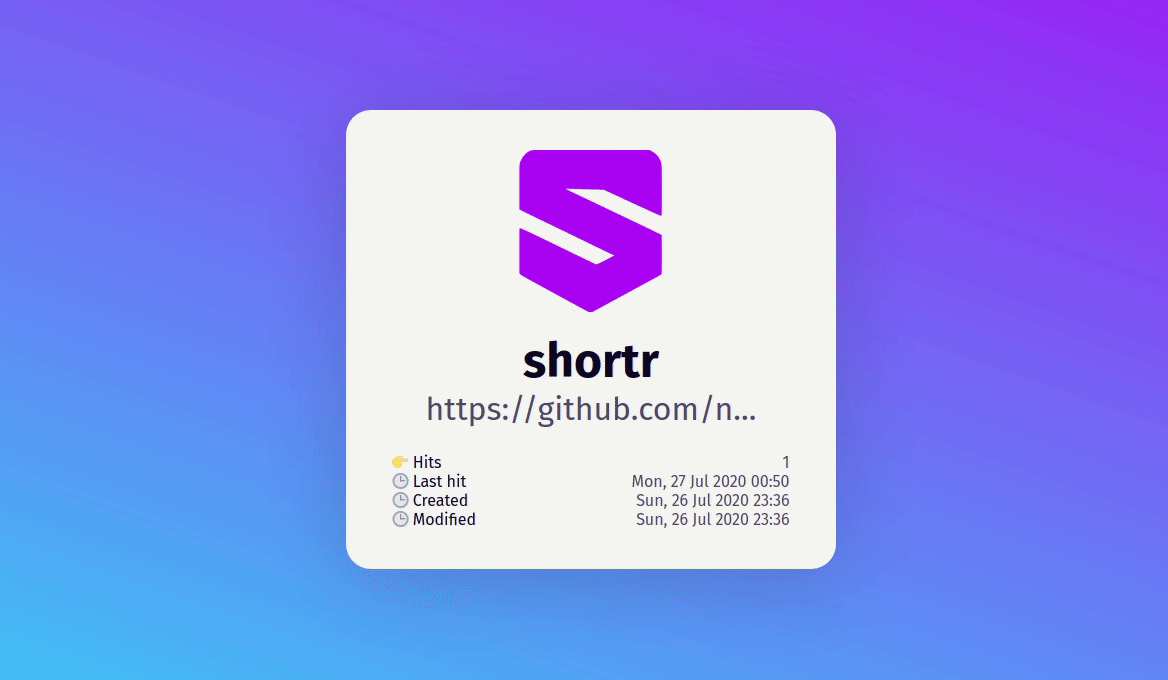 shortr
https://github.com/n...
Hits 1
Last hit Mon, 27 Jul 2020 00:50
Created Sun, 26 Jul 2020 23:36
Modified Sun, 26 Jul 2020 23:36